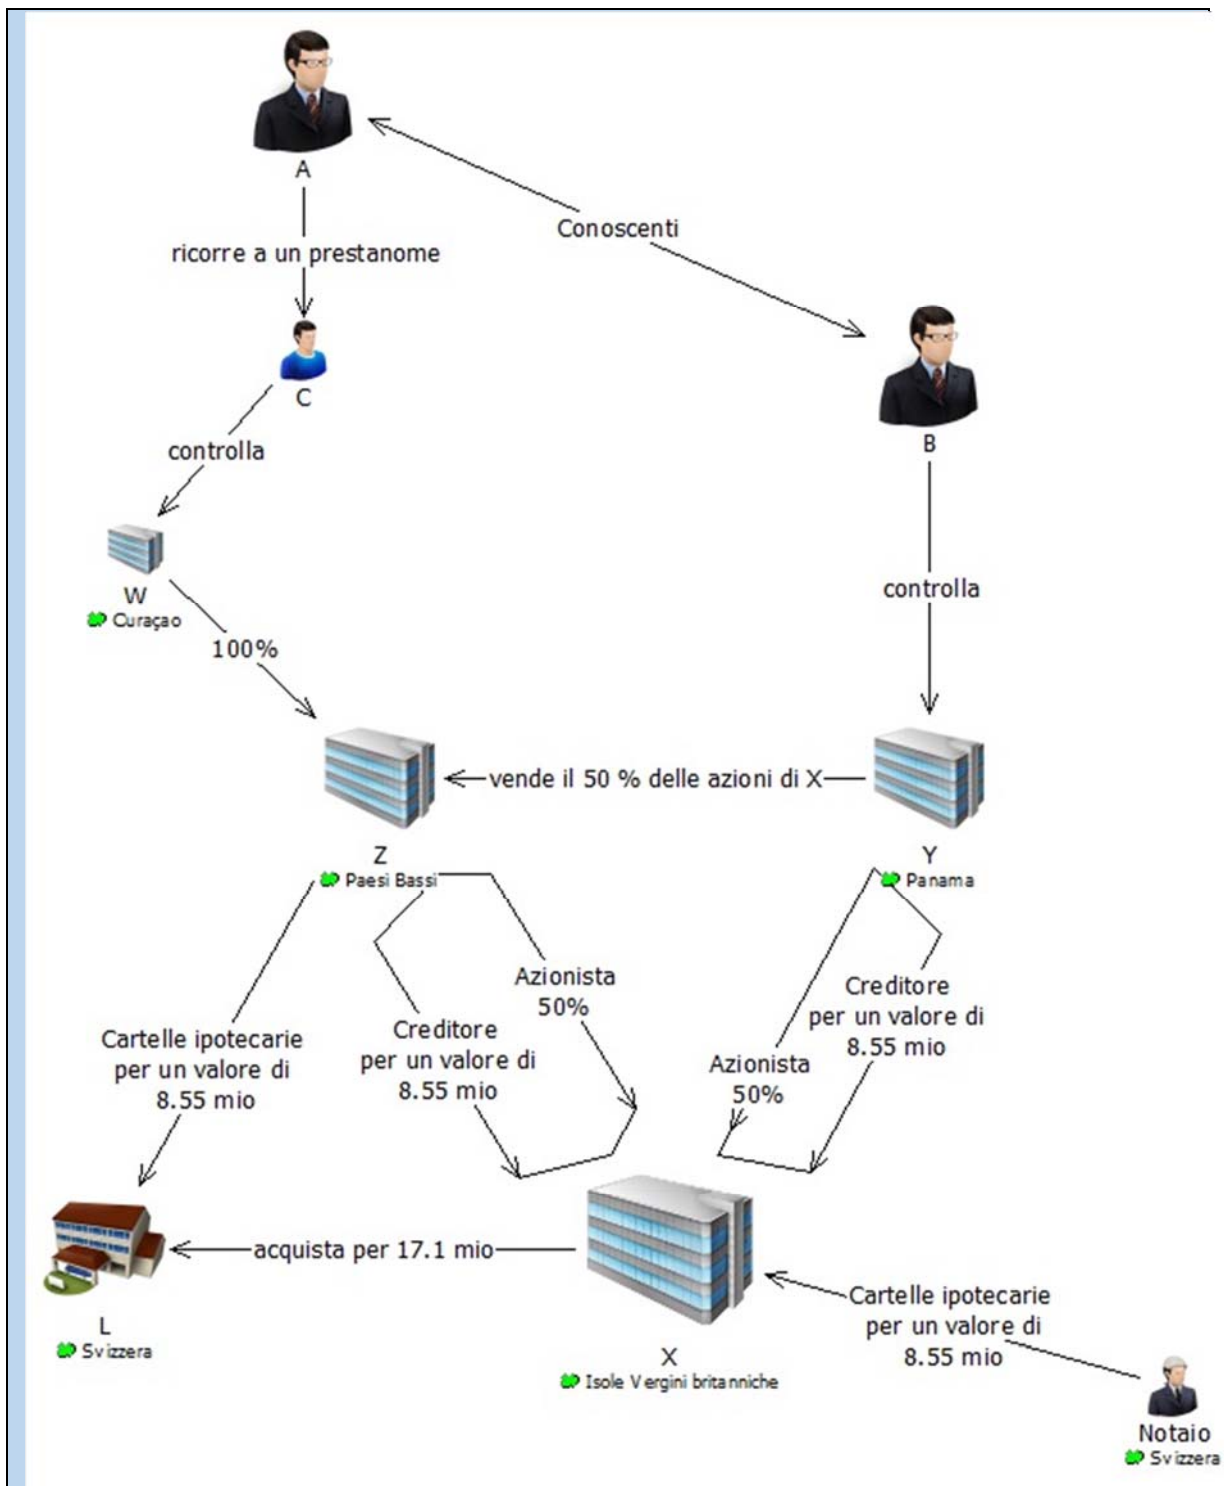 A
Conoscenti
ricorre a un prestanome
C
B
controlla
W
Curaçao
controlla
100%
vende il 50 % delle azioni di X
Z
Paesi Bassi
Y
Panama
Azionista
50%
Creditore
per un valore di
8.55 mio
Cartelle ipotecarie
per un valore di
8.55 mio
Creditore
per un valore di
8.55 mio
Azionista
50%
acquista per 17.1 mio
L
Svizzera
Cartelle ipotecarie
per un valore di
8.55 mio
X
Isole Vergini britanniche
Notaio
Svizzera